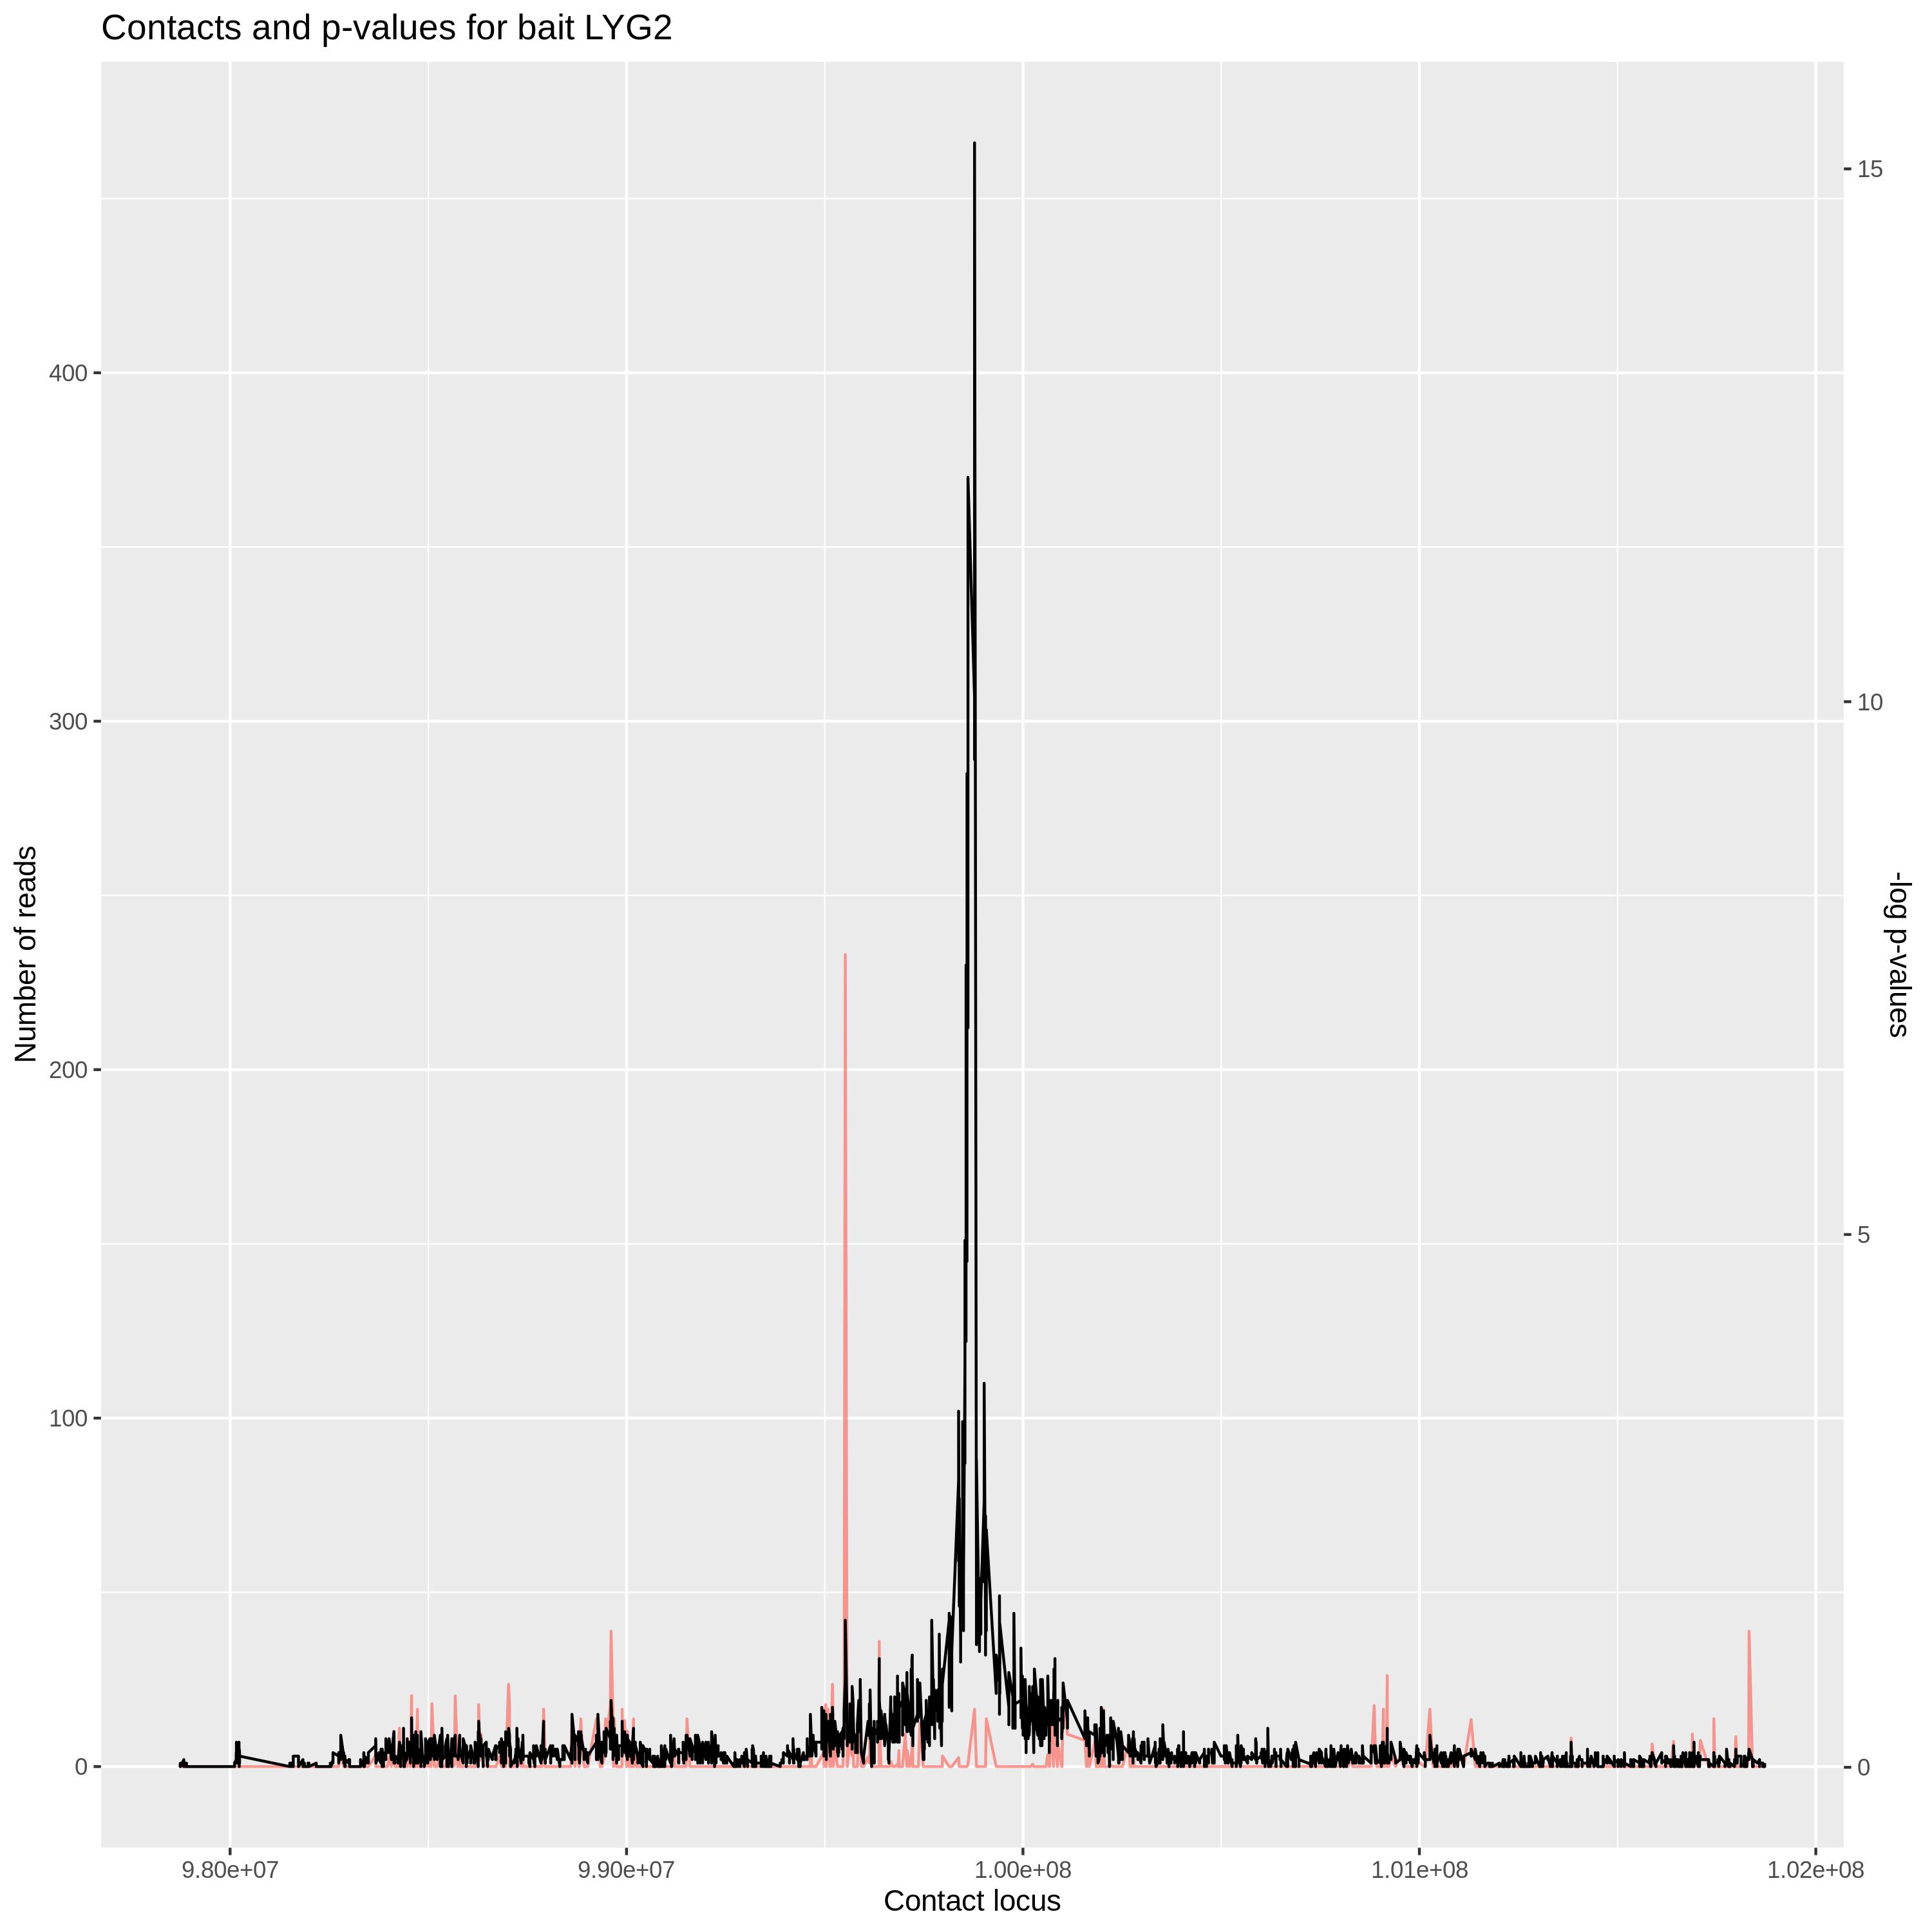 Contacts and p-values for bait LYG2
Number of reads
400
300
200
100
0
15
10
5
0
-log p-values
9.80e+07
9.90e+07
1.00e+08
1.01e+08
1.02e+08
Contact locus